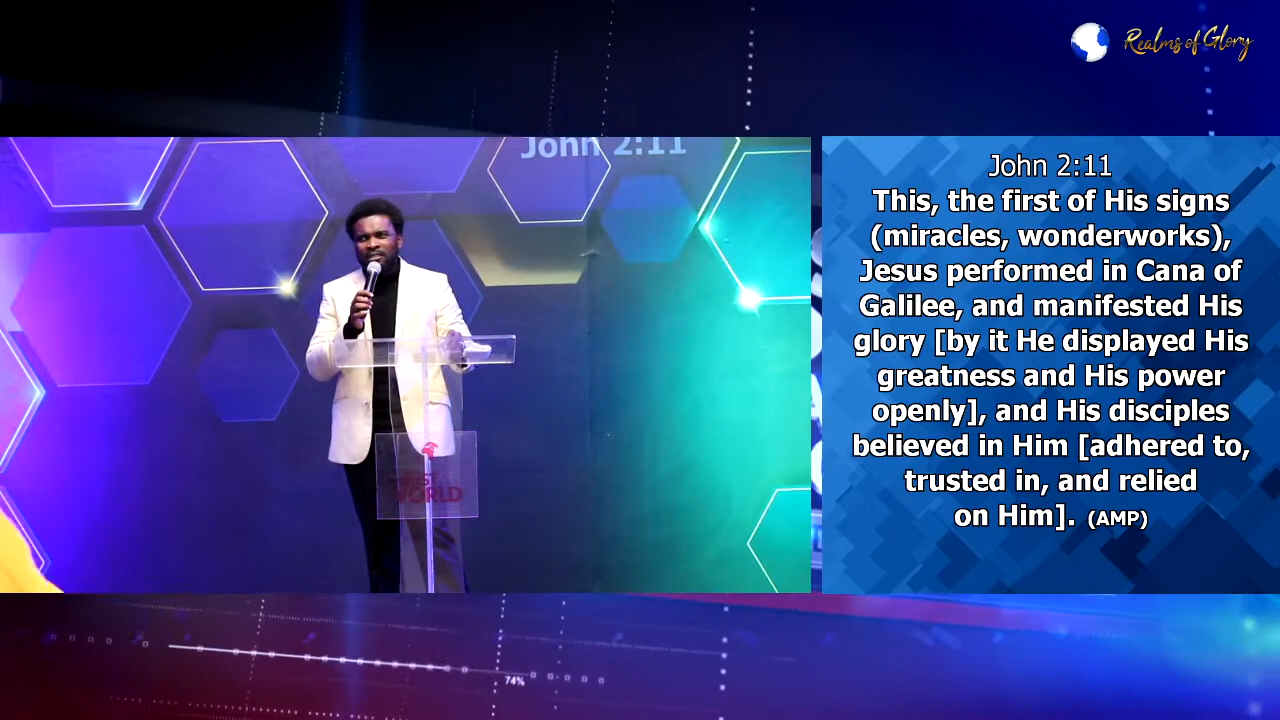 Realms of Glory
John 2:11
John 2:11
This, the first of His signs
(miracles, wonderworks),
Jesus performed in Cana of
Galilee, and manifested His
glory [by it He displayed His
greatness and His power
openly], and His disciples
believed in Him [adhered to,
trusted in, and relied
on Him]. (AMP)
WORLD
74%